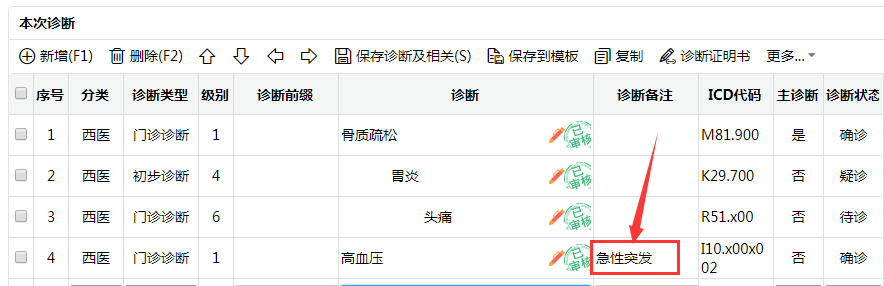 本次诊断
新增(F1) 删除(F2) 保存诊断及相关(S) 保存到模板 复制 诊断证明书 更多...
序号 分类 诊断类型 级别 诊断前缀 诊断 诊断备注 ICD代码 主诊断 诊断状态
1 西医 门诊诊断 1 骨质疏松 已审核 M81.900 是 确诊
2 西医 初步诊断 4 胃炎 已审核 K29.700 否 疑诊
3 西医 门诊诊断 6 头痛 已审核 R51.x00 否 待诊
4 西医 门诊诊断 1 高血压 已审核 急性突发 I10.x00x0
02 否 确诊